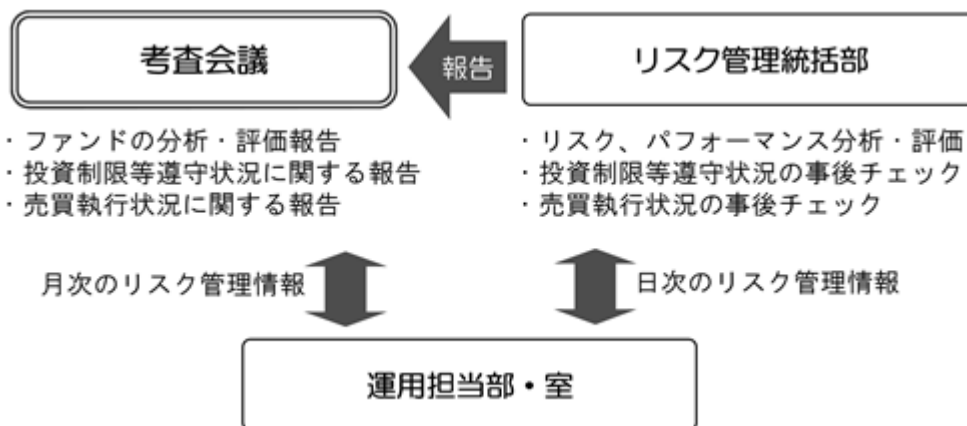 考査会議
報告
リスク管理統括部
・ファンドの分析・評価報告
・投資制限等遵守状況に関する報告
・売買執行状況に関する報告
・リスク、パフォーマンス分析・評価
・投資制限等遵守状況の事後チェック
・売買執行状況の事後チェック
月次のリスク管理情報
日次のリスク管理情報
運用担当部・室